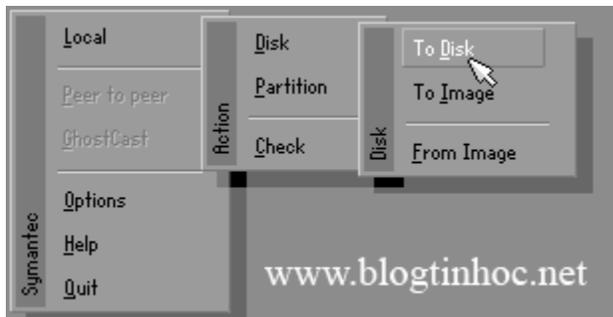 Symantec
Local
Peer to peer
GhostCast
Options
Help
Quit
Action
Disk
Partition
Check
Disk
To Disk
To Image
From Image
www.blogtinhoc.net